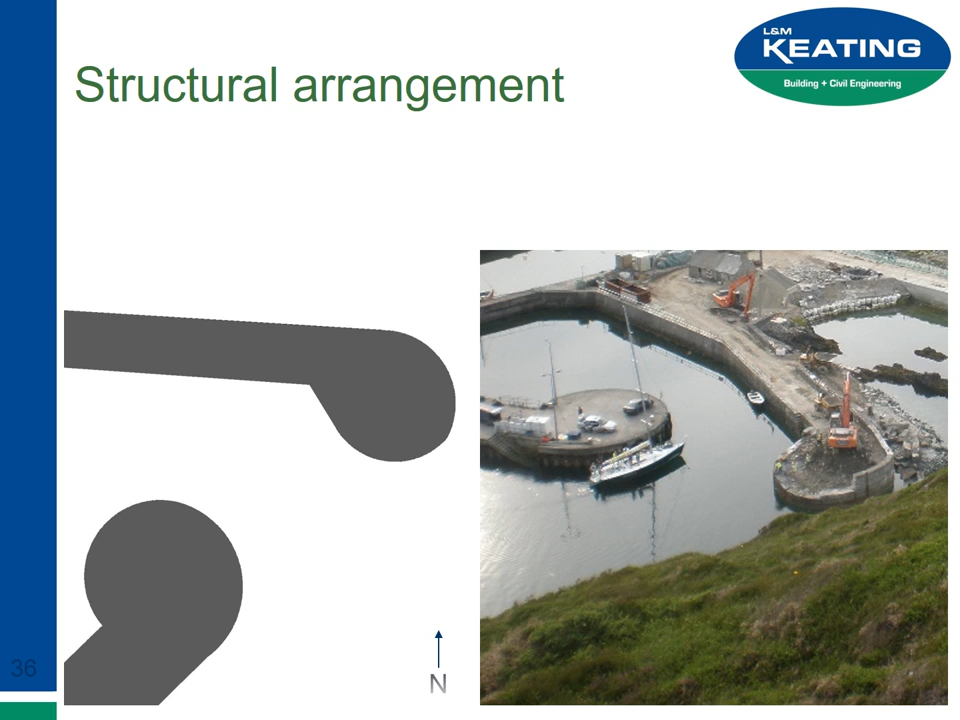 L&M
KEATING
Building + Civil Engineering
Structural arrangement
N
36